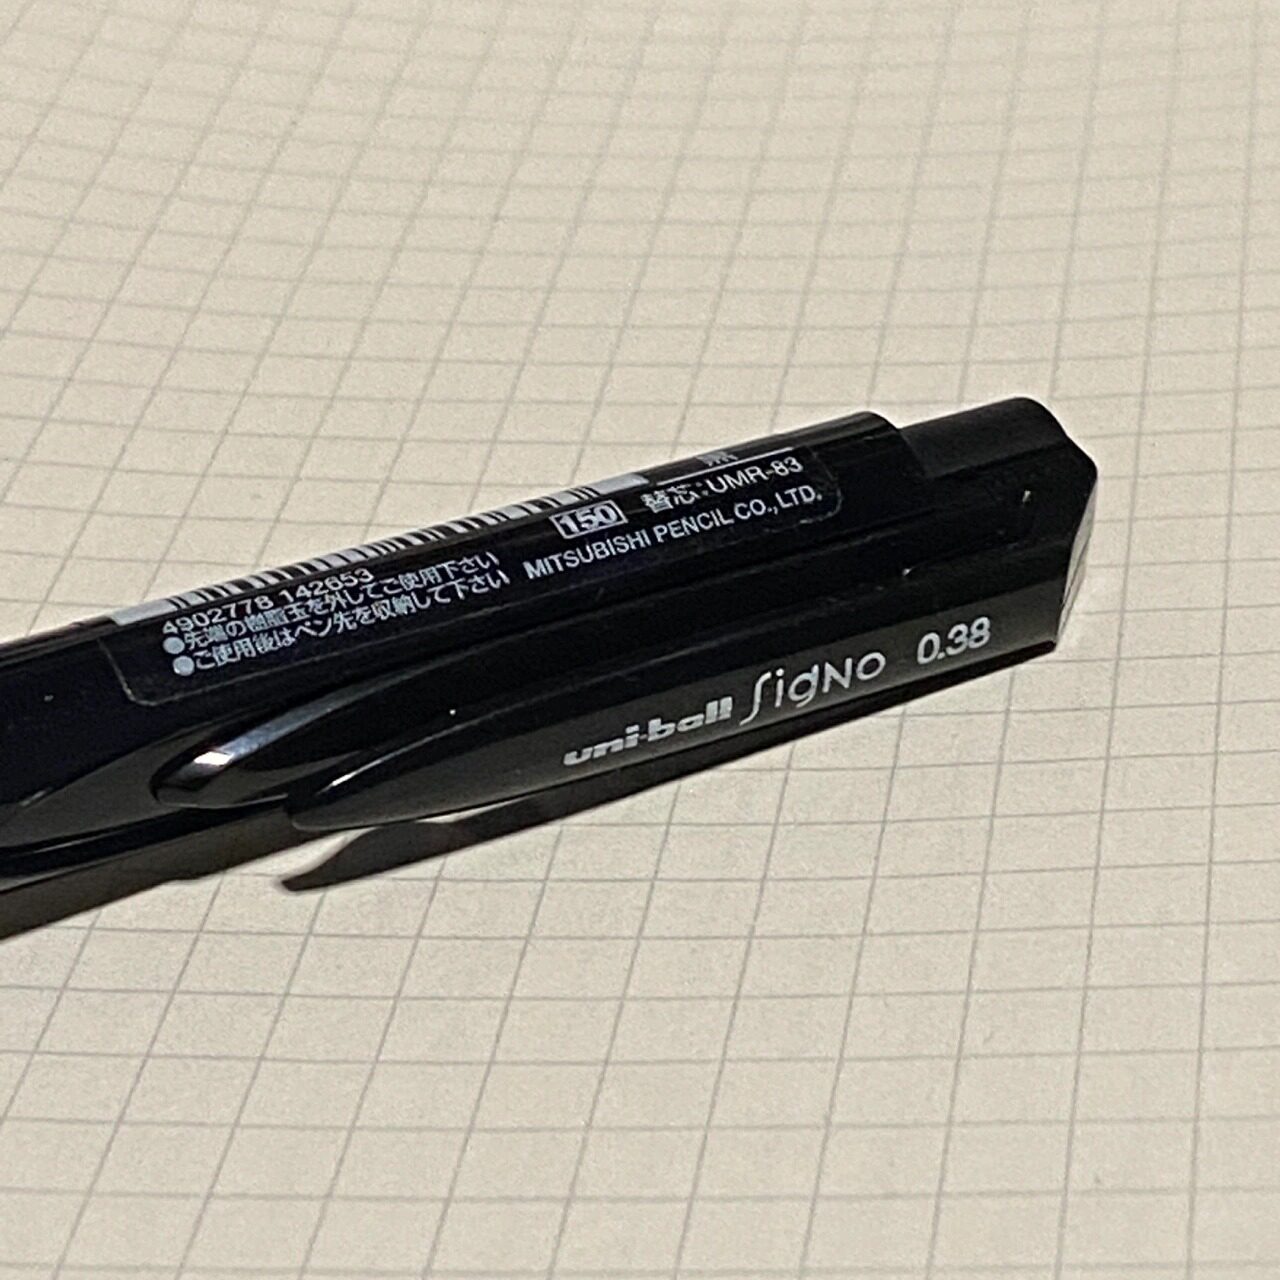 黒
150 替芯:UMR-83
MITSUBISHI PENCIL CO.,LTD.
4902778 142653
●先端の樹脂玉を外してご使用下さい
●ご使用後はペン先を収納して下さい
uni-ball SigNo 0.38